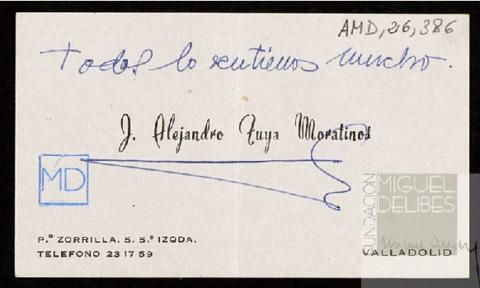 AMD,26,386
Todos lo sentimos mucho.
J. Alejandro Tuya Moratinos
MD
P.º ZORRILLA, 5, 5.º IZQDA.
TELEFONO 23 17 59
VALLADOLID
FUNDACIÓN
MIGUEL
DELIBES